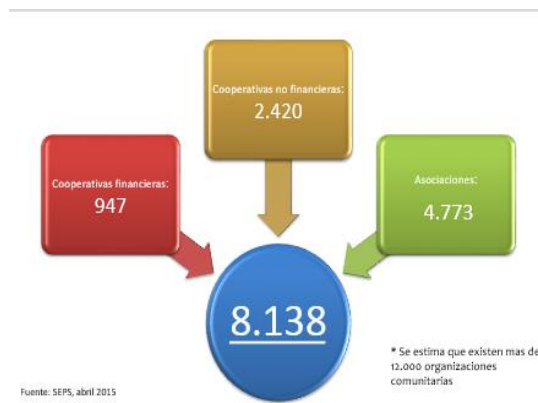 Cooperativas no financieras:
2.420
Cooperativas financieras:
947
Asociaciones:
4.773
8.138
* Se estima que existen mas de
12.000 organizaciones
comunitarias
Fuente: SEPS, abril 2015